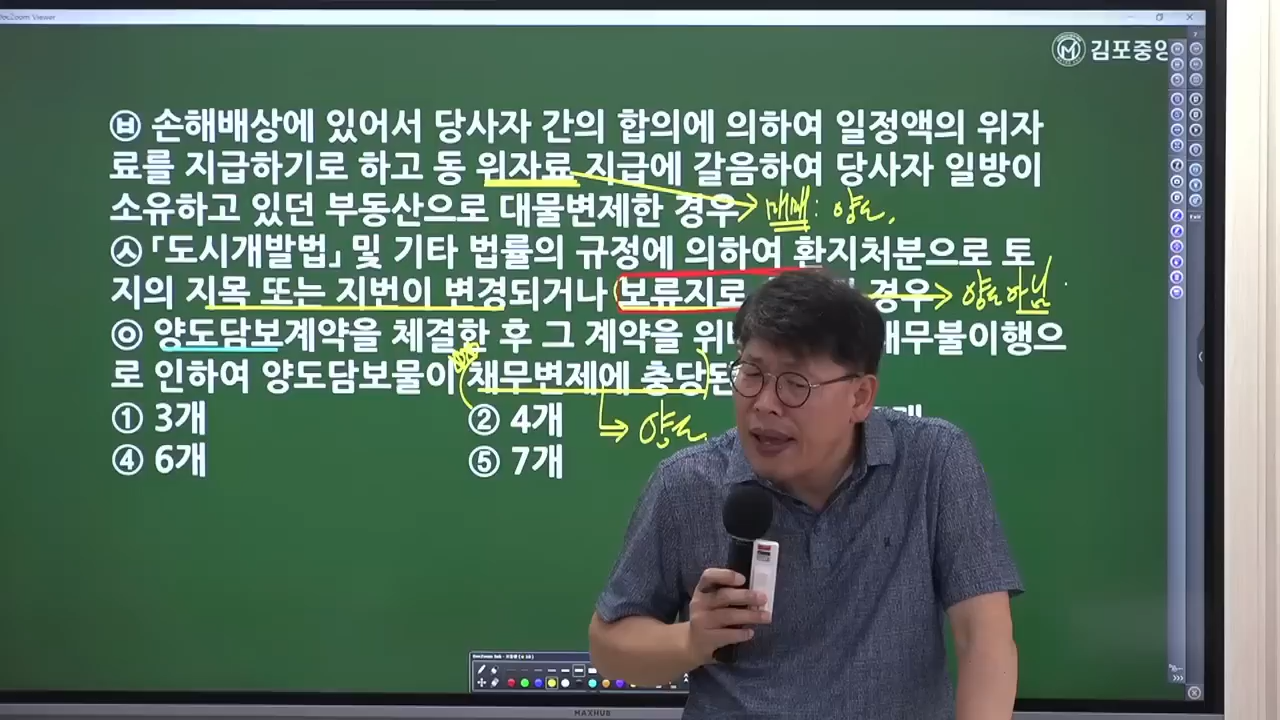 DocZoom Viewer
김포중앙
㉥ 손해배상에 있어서 당사자 간의 합의에 의하여 일정액의 위자
료를 지급하기로 하고 동 위자료 지급에 갈음하여 당사자 일방이
소유하고 있던 부동산으로 대물변제한 경우 매매: 양도.
㉦ 「도시개발법」 및 기타 법률의 규정에 의하여 환지처분으로 토
지의 지목 또는 지번이 변경되거나 보류지로 경우 양도아님
㉧ 양도담보계약을 체결한 후 그 계약을 채무불이행으
로 인하여 양도담보물이 채무변제에 충당된
① 3개 ② 4개
양도.
④ 6개 ⑤ 7개
MAXHUB